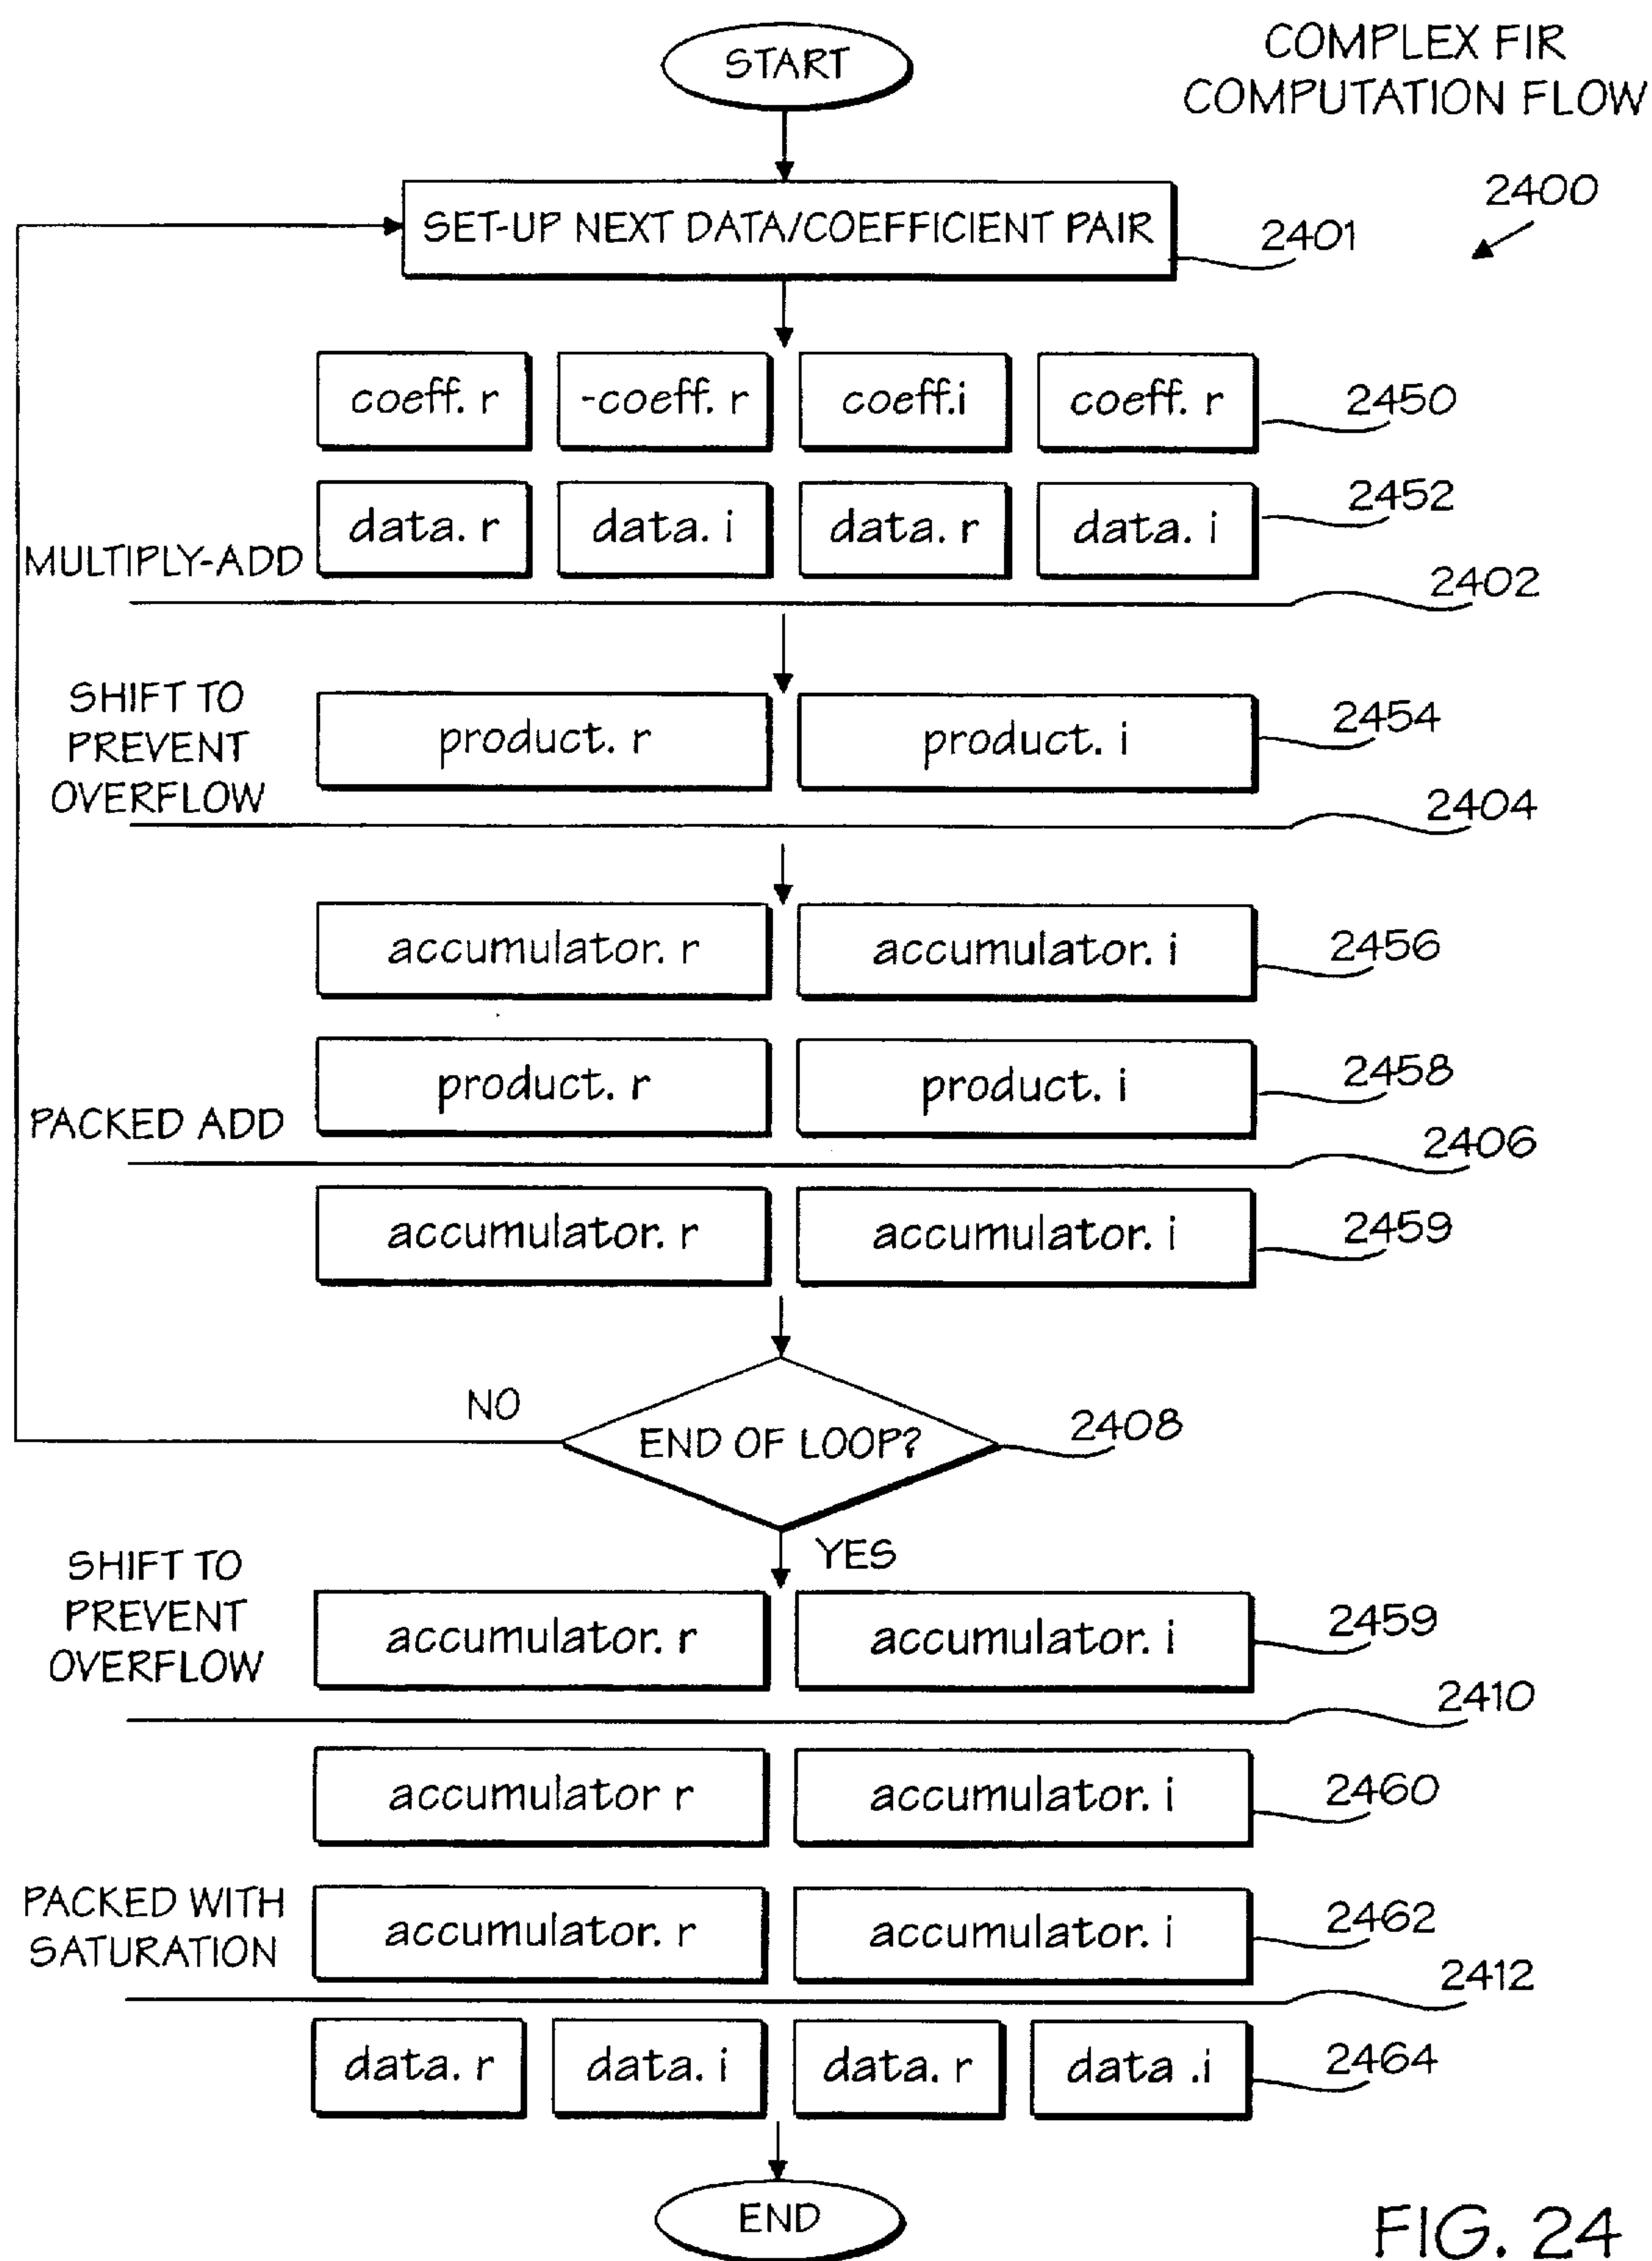 START
COMPLEX FIR
COMPUTATION FLOW
2400
SET-UP NEXT DATA/COEFFICIENT PAIR
2401
coeff. r -coeff. r coeff.i coeff. r
2450
data. r data. i data. r data. i
2452
MULTIPLY-ADD
2402
SHIFT TO
PREVENT
OVERFLOW
product. r product. i
2454
2404
accumulator. r accumulator. i
2456
product. r product. i
2458
PACKED ADD
2406
accumulator. r accumulator. i
2459
NO
END OF LOOP?
2408
YES
SHIFT TO
PREVENT
OVERFLOW
accumulator. r accumulator. i
2459
2410
accumulator r accumulator. i
2460
PACKED WITH
SATURATION
accumulator. r accumulator. i
2462
2412
data. r data. i data. r data .i
2464
END
FIG. 24